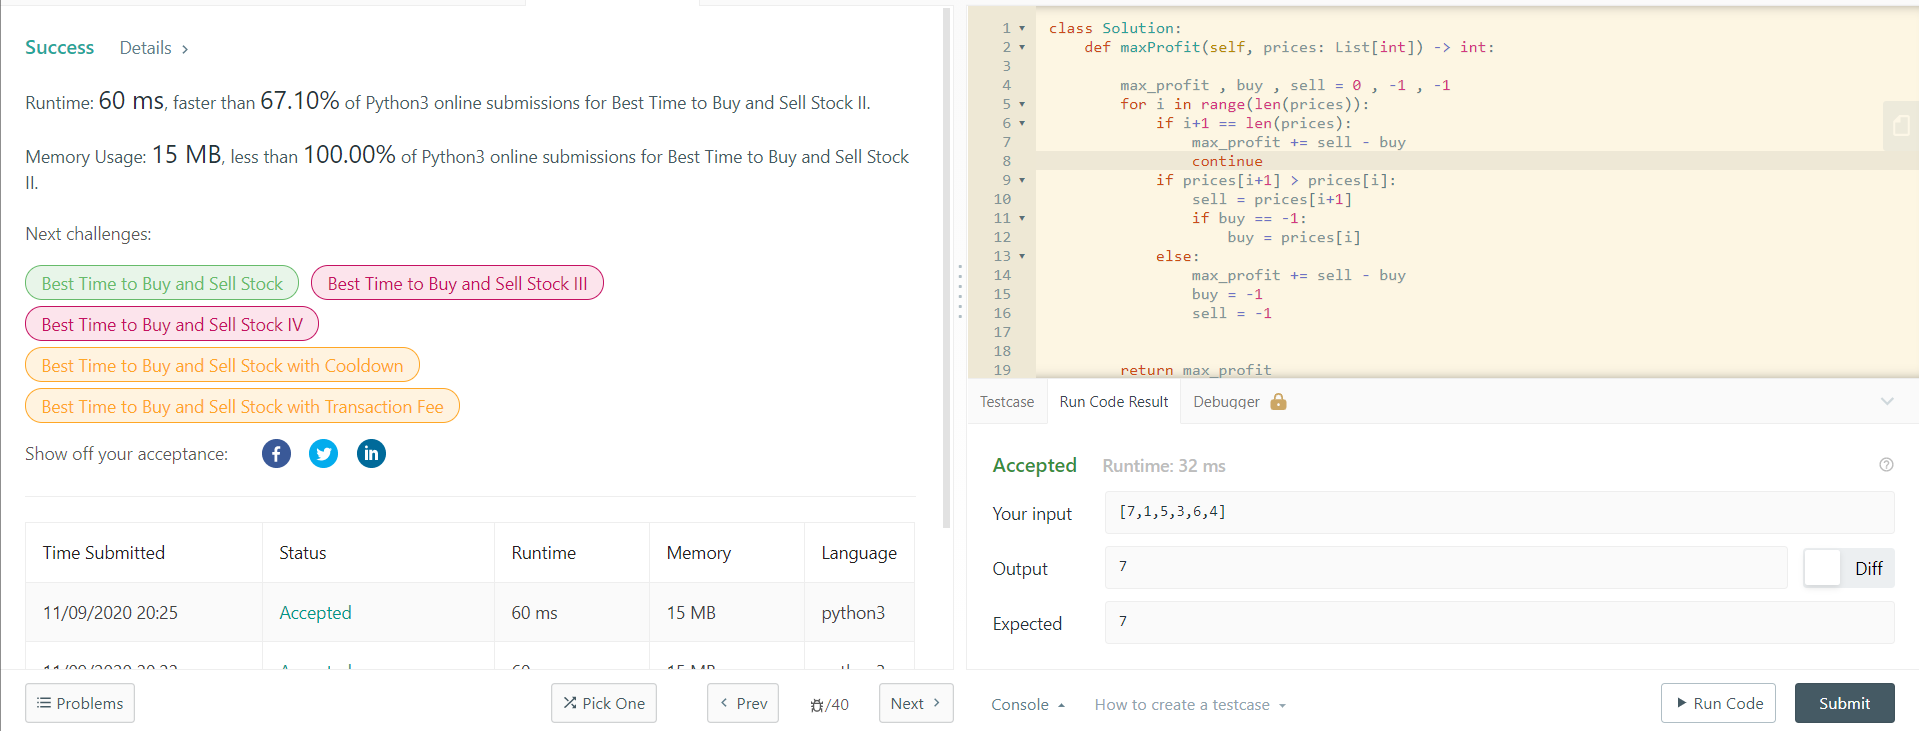 Success Details >
Runtime: 60 ms, faster than 67.10% of Python3 online submissions for Best Time to Buy and Sell Stock II.
Memory Usage: 15 MB, less than 100.00% of Python3 online submissions for Best Time to Buy and Sell Stock
II.
Next challenges:
Best Time to Buy and Sell Stock
Best Time to Buy and Sell Stock III
Best Time to Buy and Sell Stock IV
Best Time to Buy and Sell Stock with Cooldown
Best Time to Buy and Sell Stock with Transaction Fee
Show off your acceptance:
Time Submitted Status Runtime Memory Language
11/09/2020 20:25 Accepted 60 ms 15 MB python3
Problems
Pick One
< Prev
/40
Next >
1 class Solution:
2     def maxProfit(self, prices: List[int]) -> int:
3
4         max_profit , buy , sell = 0 , -1 , -1
5         for i in range(len(prices)):
6             if i+1 == len(prices):
7                 max_profit += sell - buy
8                 continue
9             if prices[i+1] > prices[i]:
10                 sell = prices[i+1]
11                 if buy == -1:
12                     buy = prices[i]
13             else:
14                 max_profit += sell - buy
15                 buy = -1
16                 sell = -1
17
18
19         return max_profit
Testcase Run Code Result Debugger
Accepted Runtime: 32 ms
Your input [7,1,5,3,6,4]
Output 7 Diff
Expected 7
Console How to create a testcase Run Code Submit